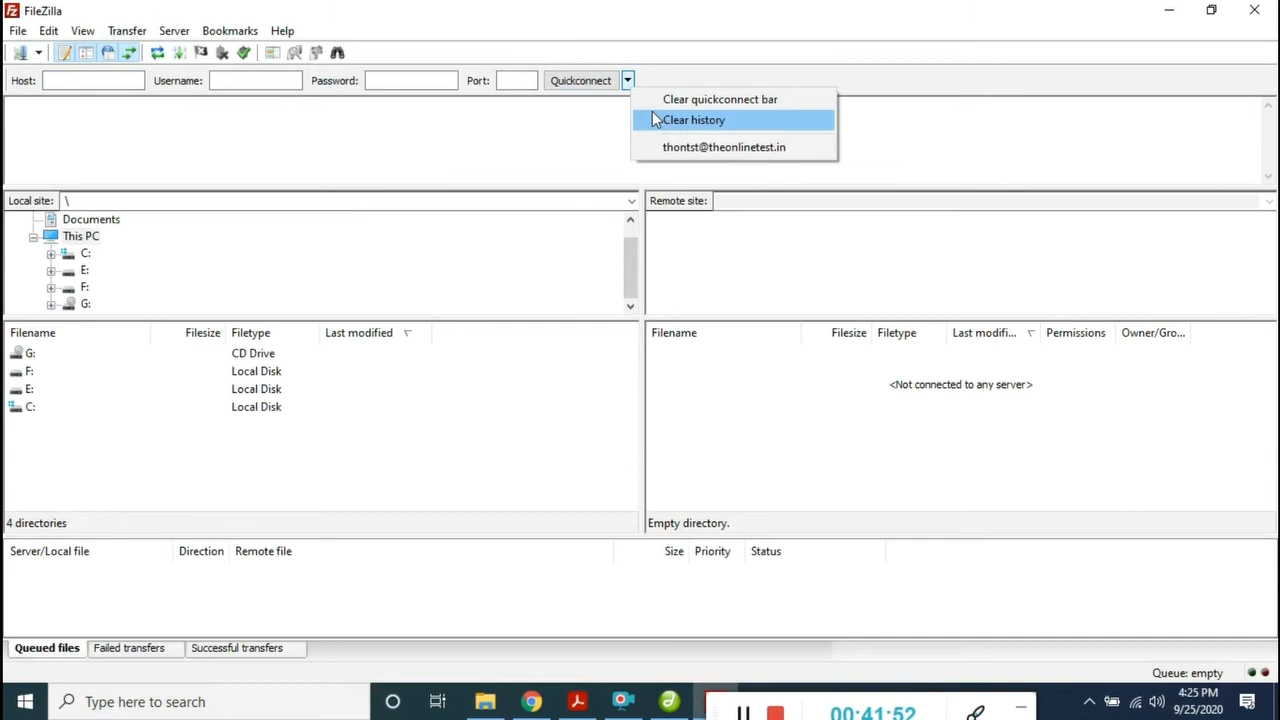 FileZilla
File Edit View Transfer Server Bookmarks Help
Host: Username: Password: Port: Quickconnect
Clear quickconnect bar
Clear history
thontst@theonlinetest.in
Local site: \
Remote site:
Documents
This PC
C:
E:
F:
G:
Filename Filesize Filetype Last modified
G: CD Drive
F: Local Disk
E: Local Disk
C: Local Disk
4 directories
Filename Filesize Filetype Last modifi... Permissions Owner/Gro...
<Not connected to any server>
Empty directory.
Server/Local file Direction Remote file Size Priority Status
Queued files Failed transfers Successful transfers
Queue: empty
Type here to search
00:41:52
4:25 PM
9/25/2020